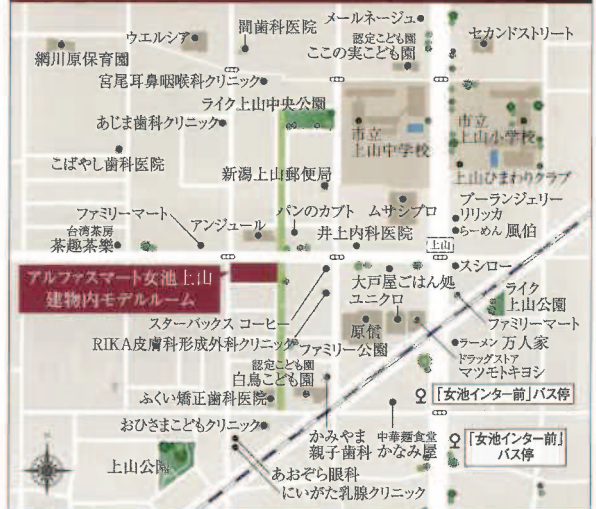 メールネージュ
ウエルシア
間歯科医院
認定こども園
ここの実こども園
セカンドストリート
網川原保育園
宮尾耳鼻咽喉科クリニック
ライク上山中央公園
あじま歯科クリニック
市立
上山中学校
市立
上山小学校
こばやし歯科医院
新潟上山郵便局
上山ひまわりクラブ
ファミリーマート
アンジュール
パンのカブト
ムサシプロ
ブーランジェリー
リリッカ
らーめん 風伯
台湾茶房
茶趣茶樂
井上内科医院
上山
アルファスマート女池上山
建物内モデルルーム
大戸屋ごはん処
スシロー
ユニクロ
ライク
上山公園
スターバックス コーヒー
原信
ファミリーマート
RIKA皮膚科形成外科クリニック
ファミリー公園
ラーメン 万人家
認定こども園
白鳥こども園
ドラッグストア
マツモトキヨシ
ふくい矯正歯科医院
「女池インター前」バス停
おひさまこどもクリニック
かみやま
親子歯科
中華麺食堂
かなみ屋
「女池インター前」
バス停
上山公園
あおぞら眼科
にいがた乳腺クリニック